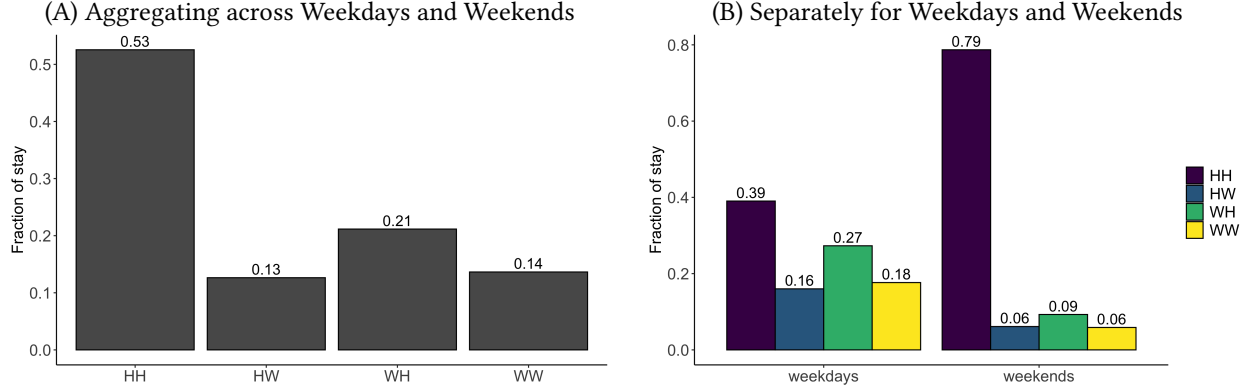 (A) Aggregating across Weekdays and Weekends
Fraction of stay
0.5
0.4
0.3
0.2
0.1
0.0
0.53
0.13
0.21
0.14
HH
HW
WH
WW
(B) Separately for Weekdays and Weekends
Fraction of stay
0.8
0.6
0.4
0.2
0.0
0.39
0.16
0.27
0.18
0.79
0.06
0.09
0.06
weekdays
weekends
HH
HW
WH
WW